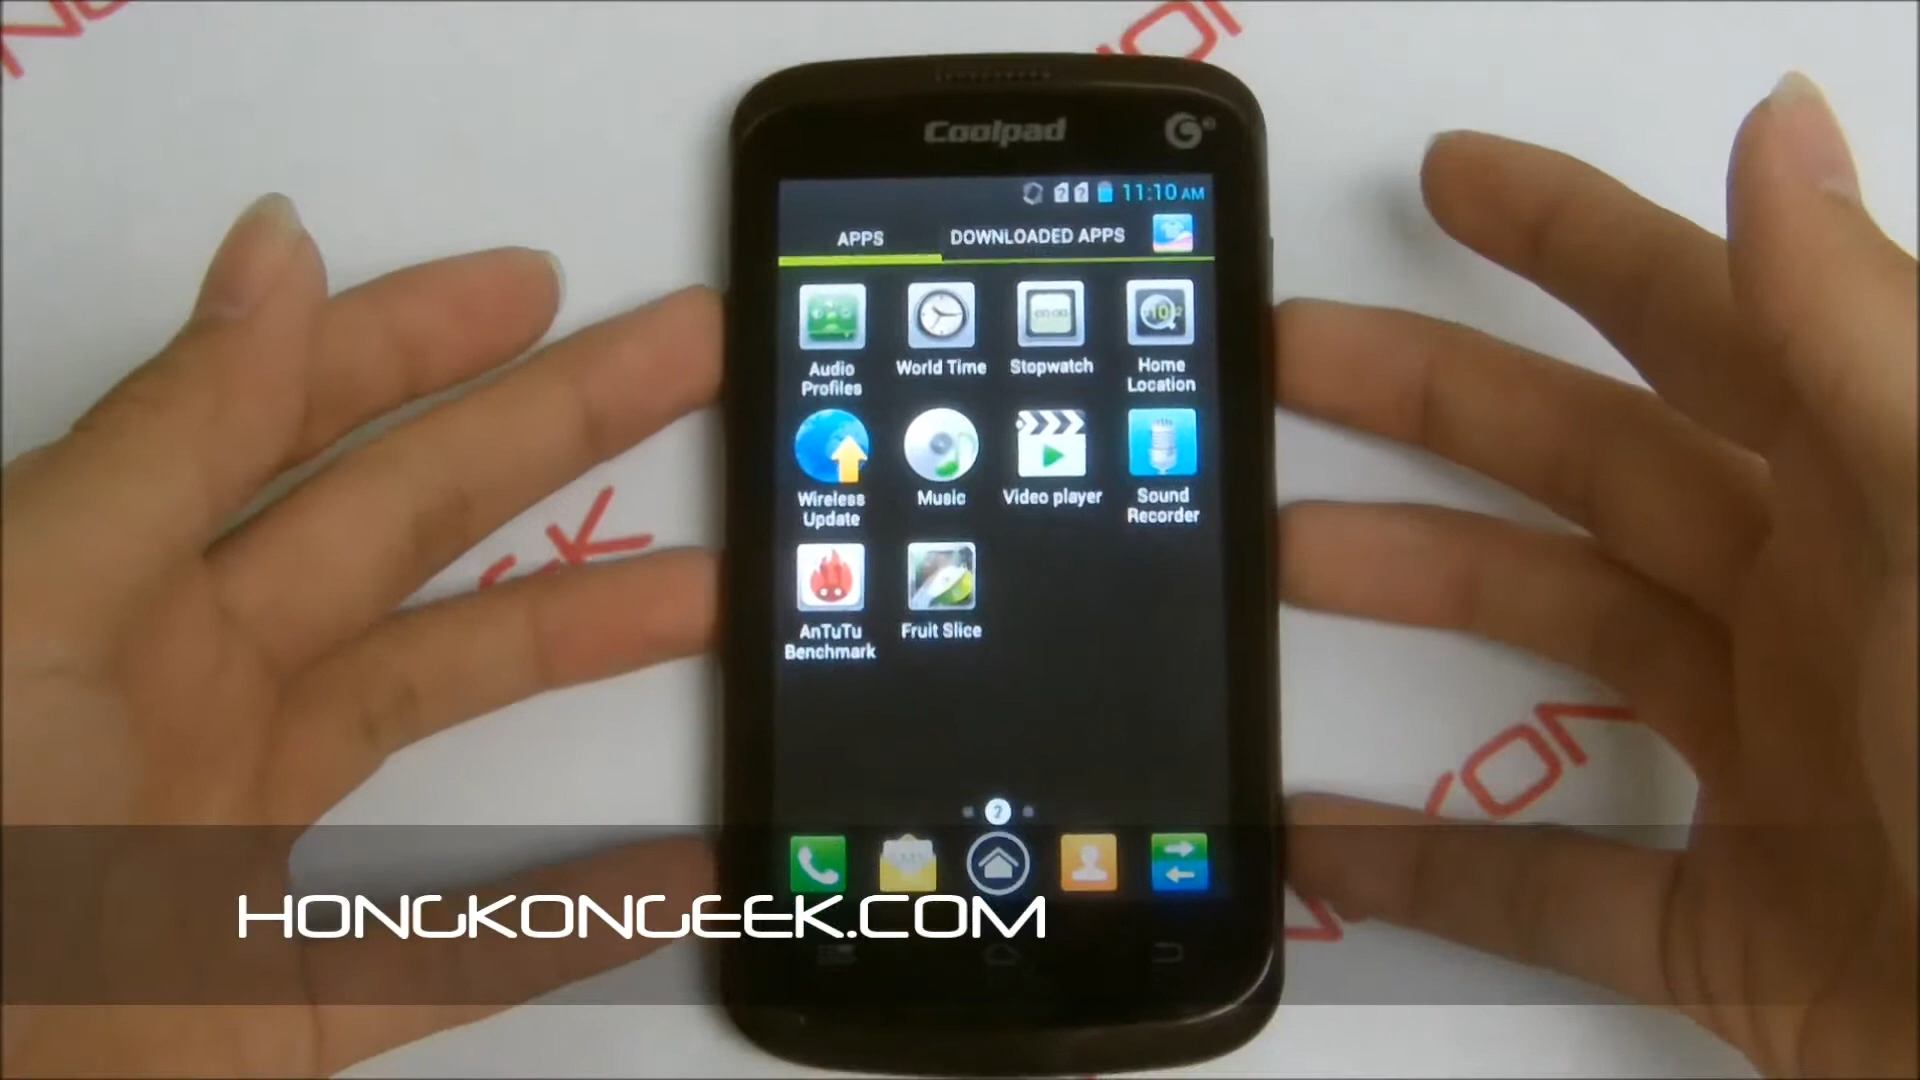 Coolpad
11:10 AM
APPS DOWNLOADED APPS
Audio Profiles
World Time
Stopwatch
Home Location
Wireless Update
Music
Video player
Sound Recorder
AnTuTu Benchmark
Fruit Slice
2
HONGKONGEEK.COM